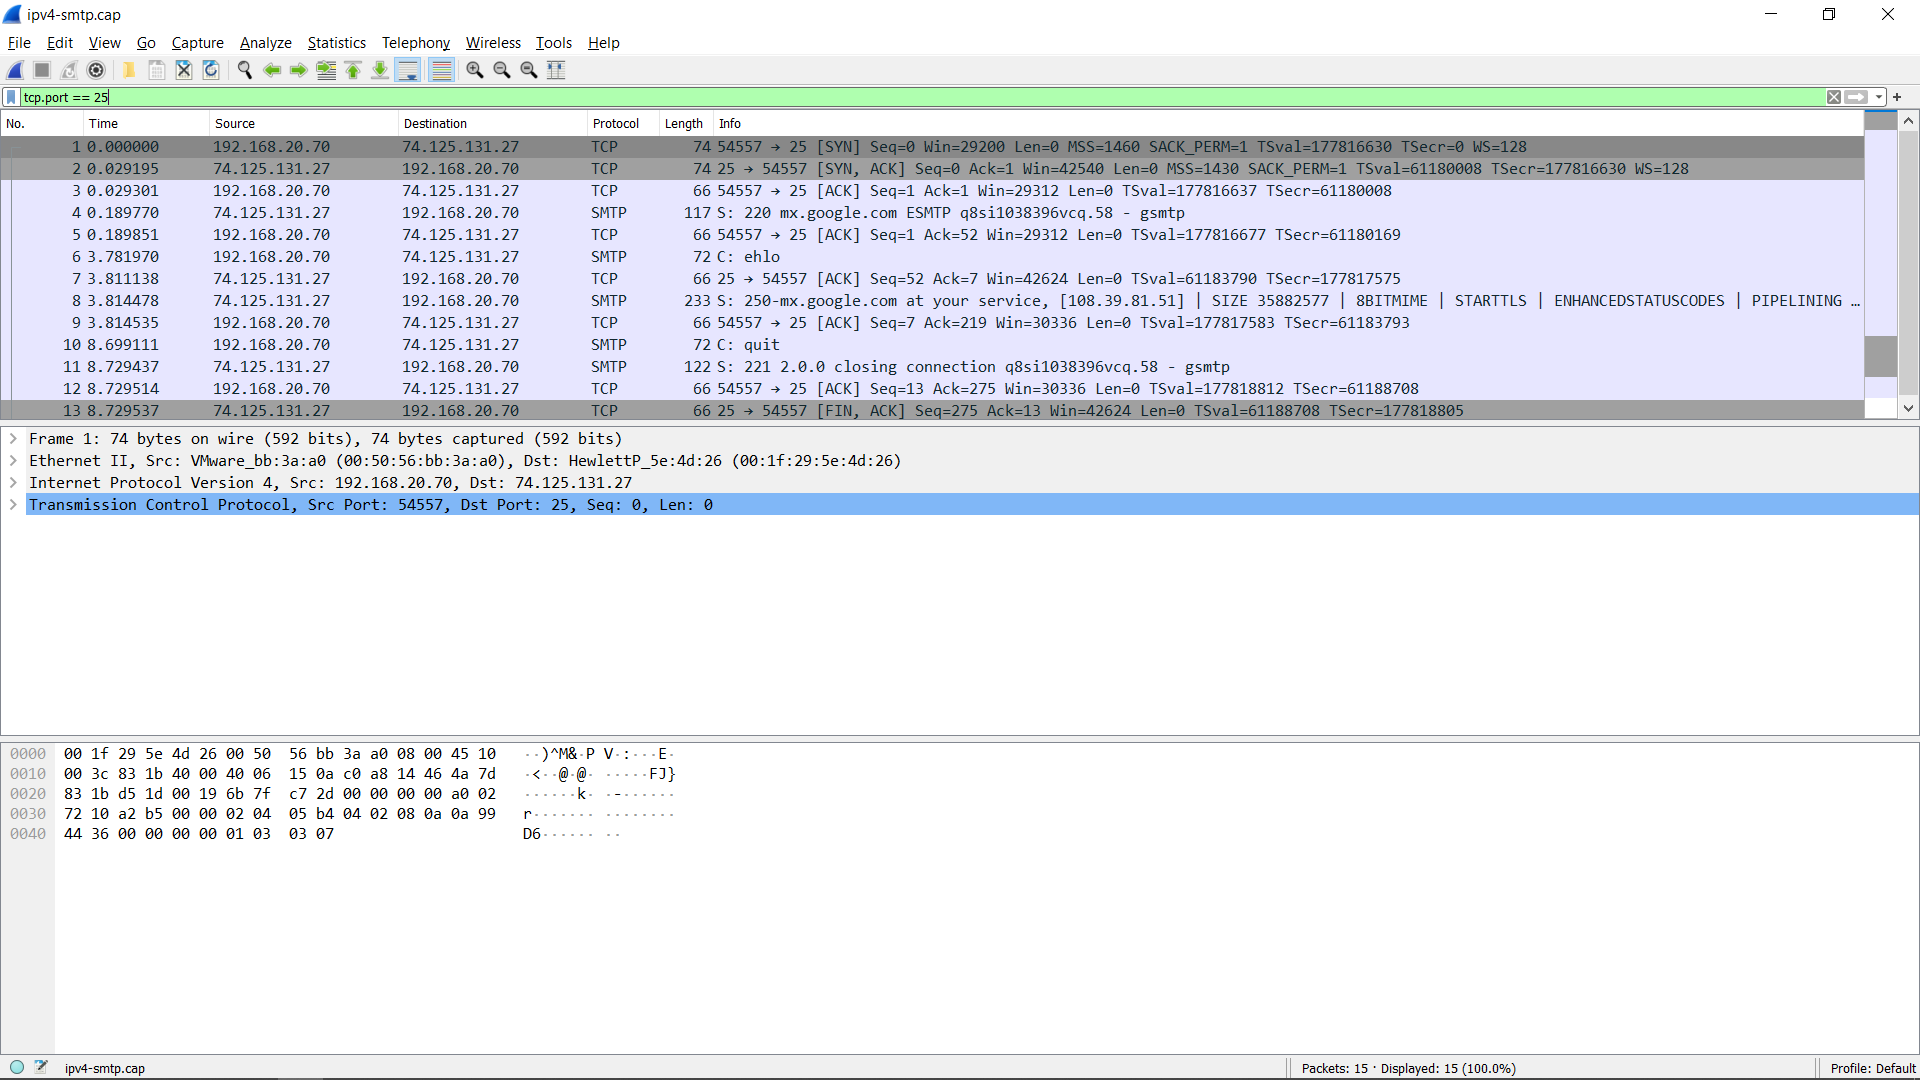 ipv4-smtp.cap
File Edit View Go Capture Analyze Statistics Telephony Wireless Tools Help
tcp.port == 25
No. Time Source Destination Protocol Length Info
1 0.000000 192.168.20.70 74.125.131.27 TCP 74 54557 → 25 [SYN] Seq=0 Win=29200 Len=0 MSS=1460 SACK_PERM=1 TSval=177816630 TSecr=0 WS=128
2 0.029195 74.125.131.27 192.168.20.70 TCP 74 25 → 54557 [SYN, ACK] Seq=0 Ack=1 Win=42540 Len=0 MSS=1430 SACK_PERM=1 TSval=61180008 TSecr=177816630 WS=128
3 0.029301 192.168.20.70 74.125.131.27 TCP 66 54557 → 25 [ACK] Seq=1 Ack=1 Win=29312 Len=0 TSval=177816637 TSecr=61180008
4 0.189770 74.125.131.27 192.168.20.70 SMTP 117 S: 220 mx.google.com ESMTP q8si1038396vcq.58 - gsmtp
5 0.189851 192.168.20.70 74.125.131.27 TCP 66 54557 → 25 [ACK] Seq=1 Ack=52 Win=29312 Len=0 TSval=177816677 TSecr=61180169
6 3.781970 192.168.20.70 74.125.131.27 SMTP 72 C: ehlo
7 3.811138 74.125.131.27 192.168.20.70 TCP 66 25 → 54557 [ACK] Seq=52 Ack=7 Win=42624 Len=0 TSval=61183790 TSecr=177817575
8 3.814478 74.125.131.27 192.168.20.70 SMTP 233 S: 250-mx.google.com at your service, [108.39.81.51] | SIZE 35882577 | 8BITMIME | STARTTLS | ENHANCEDSTATUSCODES | PIPELINING …
9 3.814535 192.168.20.70 74.125.131.27 TCP 66 54557 → 25 [ACK] Seq=7 Ack=219 Win=30336 Len=0 TSval=177817583 TSecr=61183793
10 8.699111 192.168.20.70 74.125.131.27 SMTP 72 C: quit
11 8.729437 74.125.131.27 192.168.20.70 SMTP 122 S: 221 2.0.0 closing connection q8si1038396vcq.58 - gsmtp
12 8.729514 192.168.20.70 74.125.131.27 TCP 66 54557 → 25 [ACK] Seq=13 Ack=275 Win=30336 Len=0 TSval=177818812 TSecr=61188708
13 8.729537 74.125.131.27 192.168.20.70 TCP 66 25 → 54557 [FIN, ACK] Seq=275 Ack=13 Win=42624 Len=0 TSval=61188708 TSecr=177818805
Frame 1: 74 bytes on wire (592 bits), 74 bytes captured (592 bits)
Ethernet II, Src: VMware_bb:3a:a0 (00:50:56:bb:3a:a0), Dst: HewlettP_5e:4d:26 (00:1f:29:5e:4d:26)
Internet Protocol Version 4, Src: 192.168.20.70, Dst: 74.125.131.27
Transmission Control Protocol, Src Port: 54557, Dst Port: 25, Seq: 0, Len: 0
0000 00 1f 29 5e 4d 26 00 50 56 bb 3a a0 08 00 45 10 ··)^M&·P V·:···E·
0010 00 3c 83 1b 40 00 40 06 15 0a c0 a8 14 46 4a 7d ·<··@·@· ·····FJ}
0020 83 1b d5 1d 00 19 6b 7f c7 2d 00 00 00 00 a0 02 ······k· ·-······
0030 72 10 a2 b5 00 00 02 04 05 b4 04 02 08 0a 0a 99 r······· ········
0040 44 36 00 00 00 00 01 03 03 07 D6······ ··
ipv4-smtp.cap Packets: 15 · Displayed: 15 (100.0%) Profile: Default